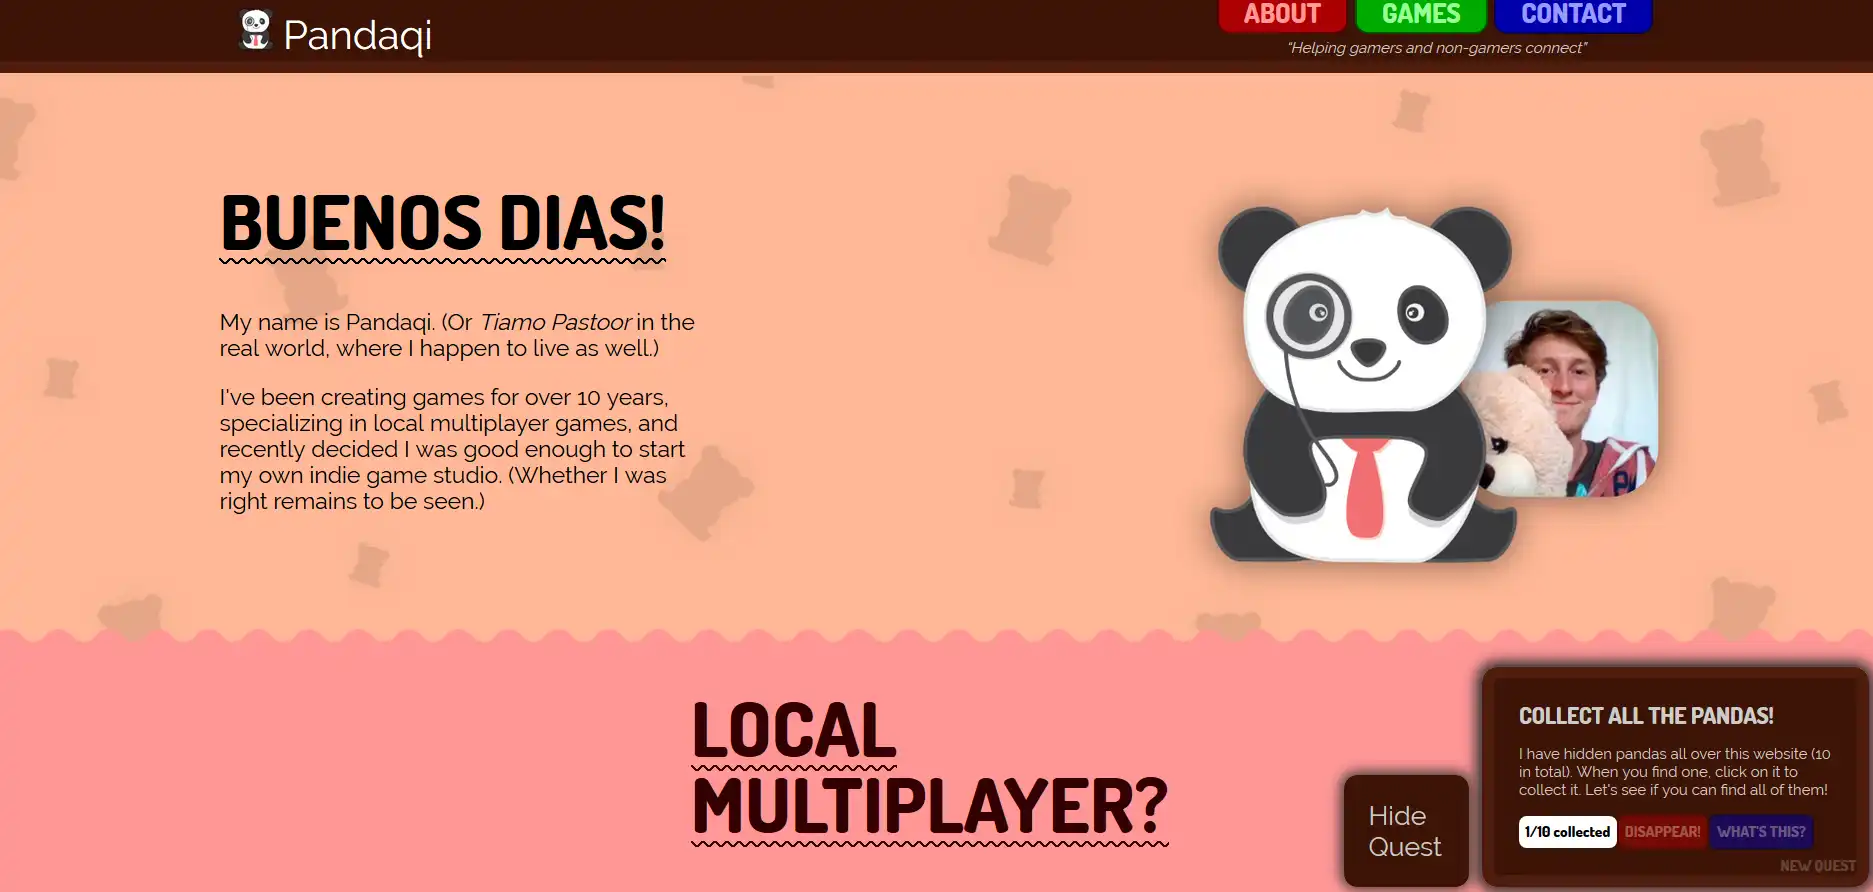 Pandaqi
ABOUT
GAMES
CONTACT
“Helping gamers and non-gamers connect”
BUENOS DIAS!
My name is Pandaqi. (Or Tiamo Pastoor in the
real world, where I happen to live as well.)
I've been creating games for over 10 years,
specializing in local multiplayer games, and
recently decided I was good enough to start
my own indie game studio. (Whether I was
right remains to be seen.)
LOCAL
MULTIPLAYER?
Hide
Quest
COLLECT ALL THE PANDAS!
I have hidden pandas all over this website (10
in total). When you find one, click on it to
collect it. Let's see if you can find all of them!
1/10 collected
DISAPPEAR!
WHAT'S THIS?
NEW QUEST